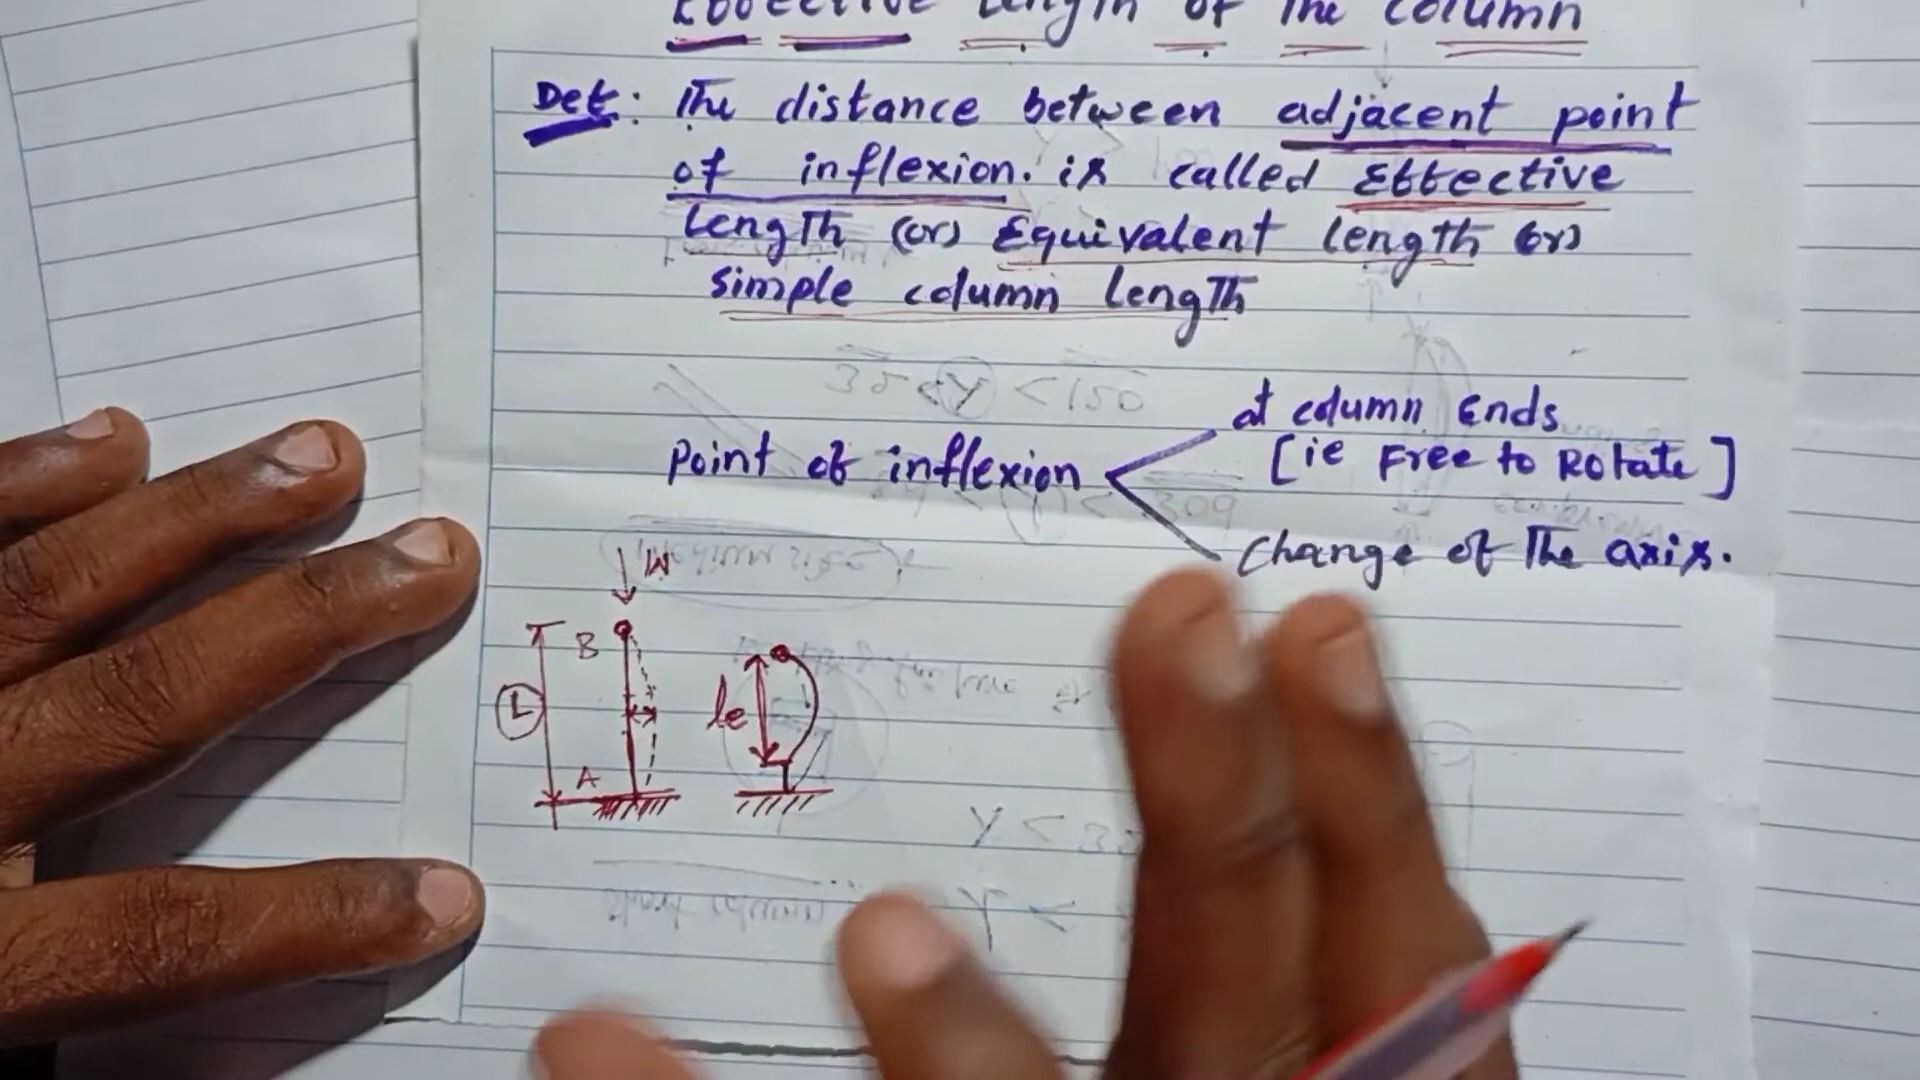 Effective Length of The Column
Def: The distance between adjacent point
of inflexion. is called Effective
Length (or) Equivalent length (or)
simple column length
35 < Y < 150
at column Ends
[ie Free to Rotate]
point of inflexion
Change of The axis.
W
B
L
le
A
Y <